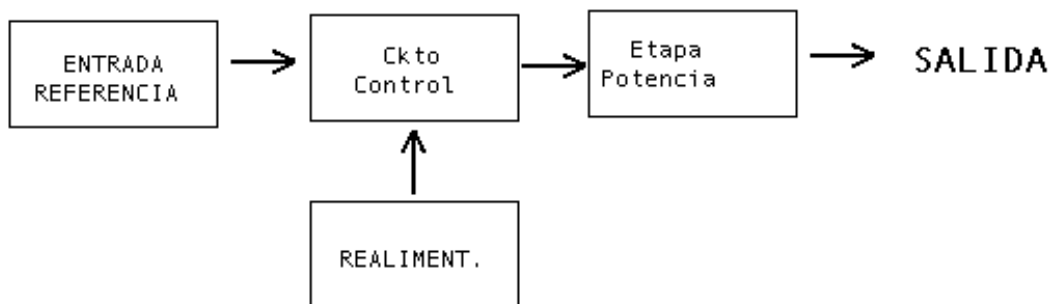 ENTRADA
REFERENCIA
Ckto
Control
Etapa
Potencia
SALIDA
REALIMENT.